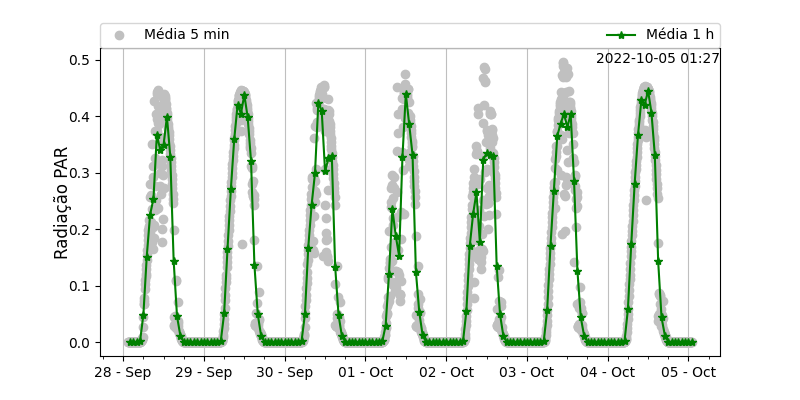 Média 5 min
Média 1 h
2022-10-05 01:27
Radiação PAR
0.5
0.4
0.3
0.2
0.1
0.0
28 - Sep
29 - Sep
30 - Sep
01 - Oct
02 - Oct
03 - Oct
04 - Oct
05 - Oct